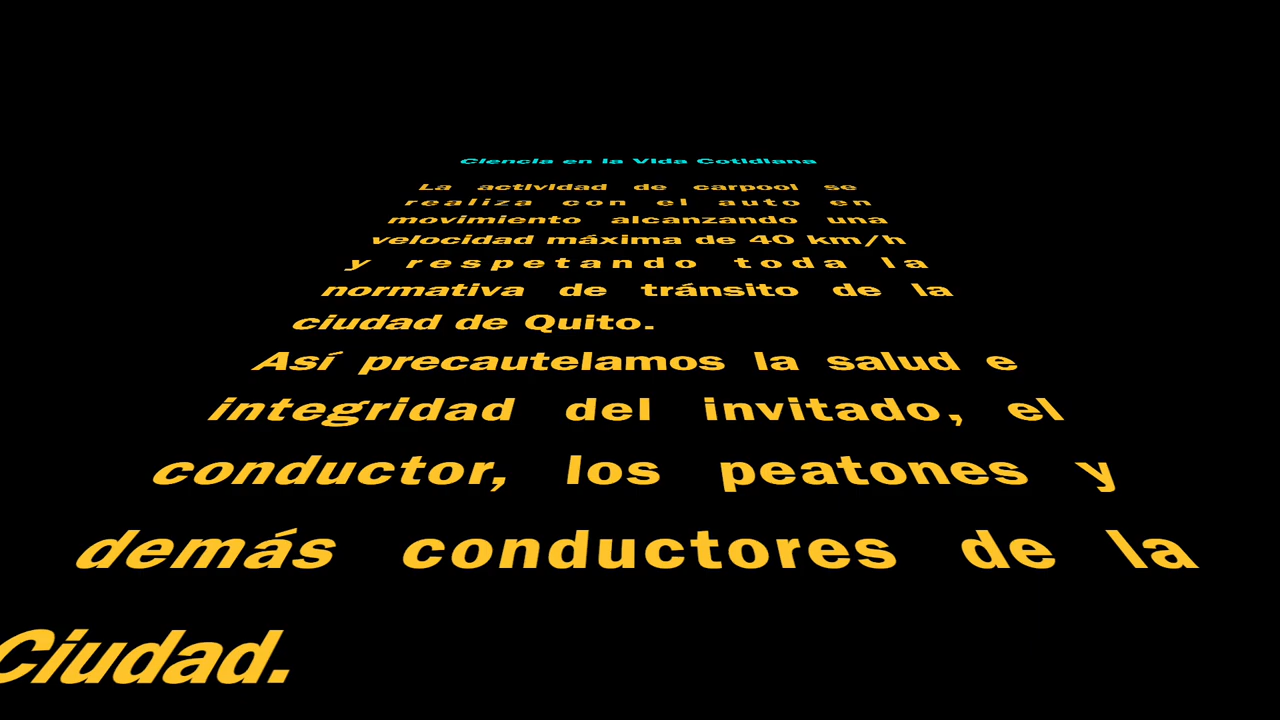 Ciencia en la Vida Cotidiana
La actividad de carpool se
realiza con el auto en
movimiento alcanzando una
velocidad máxima de 40 km/h
y respetando toda la
normativa de tránsito de la
ciudad de Quito.
Así precautelamos la salud e
integridad del invitado, el
conductor, los peatones y
demás conductores de la
Ciudad.